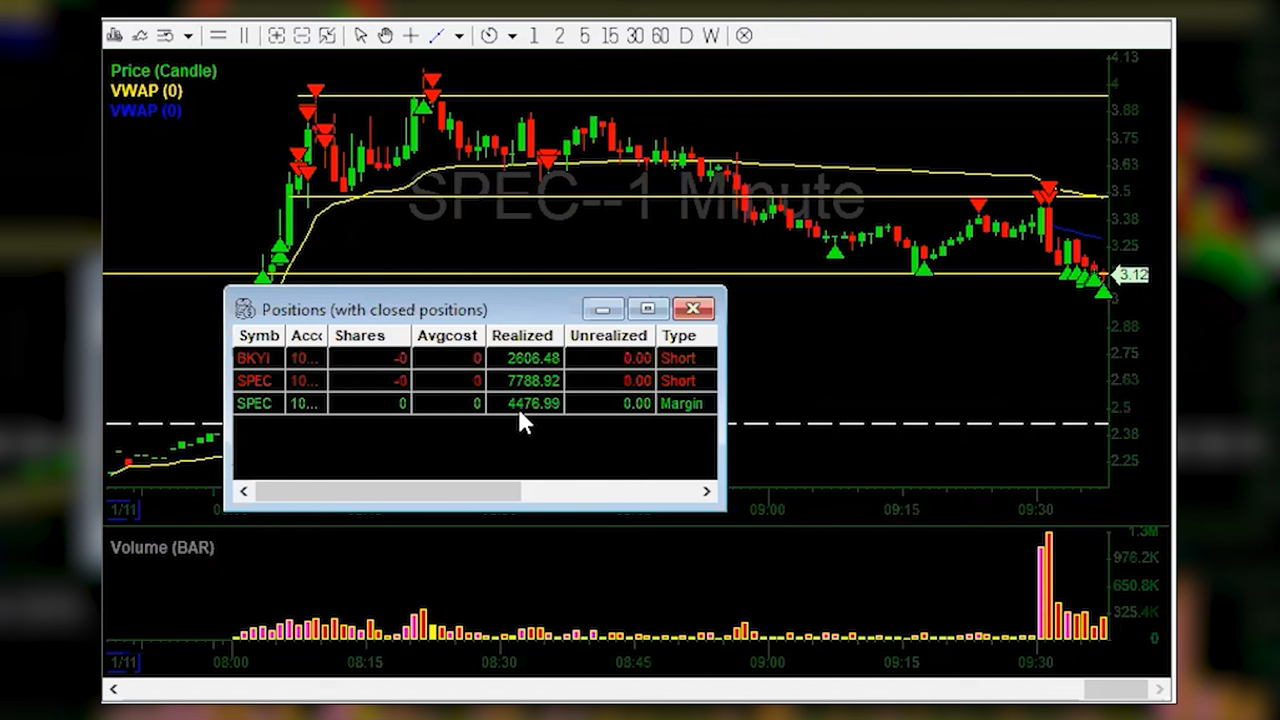 1 2 5 15 30 60 D W
Price (Candle)
VWAP (0)
VWAP (0)
4.13
4
3.88
3.75
3.63
3.5
3.38
3.25
3.12
3
2.88
2.75
2.63
2.5
2.38
2.25
SPEC--1 Minute
Positions (with closed positions)
Symb Acc Shares Avgcost Realized Unrealized Type
BKYI 10... -0 0 2606.48 0.00 Short
SPEC 10... -0 0 7788.92 0.00 Short
SPEC 10... 0 0 4476.99 0.00 Margin
1/11 09:00 09:15 09:30
Volume (BAR)
1.3M
976.2K
650.8K
325.4K
0
1/11 08:00 08:15 08:30 08:45 09:00 09:15 09:30